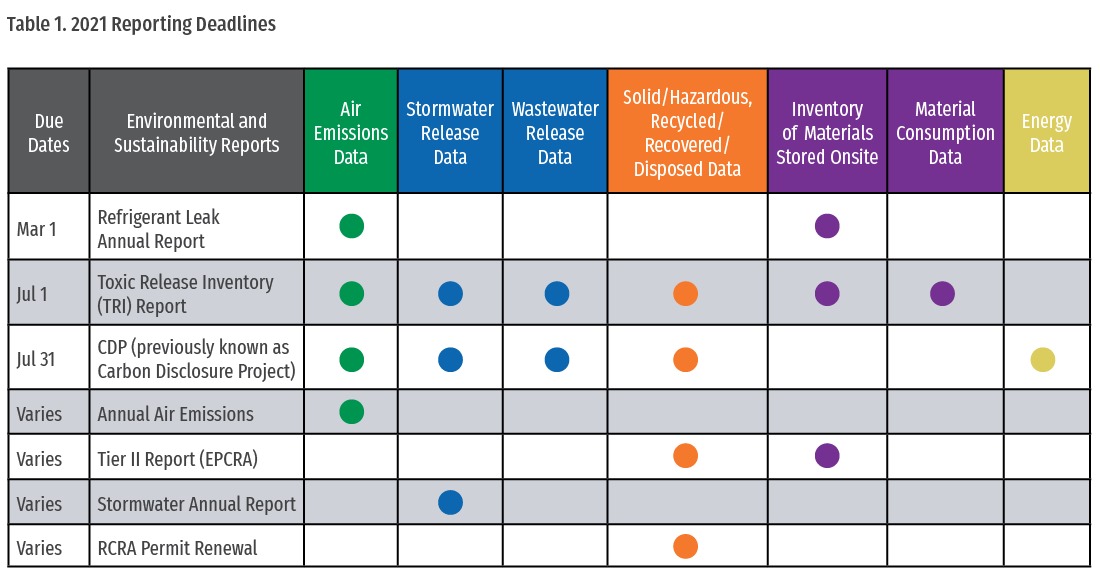 Table 1. 2021 Reporting Deadlines
Due
Dates
Environmental and
Sustainability Reports
Air
Emissions
Data
Stormwater
Release
Data
Wastewater
Release
Data
Solid/Hazardous,
Recycled/
Recovered/
Disposed Data
Inventory
of Materials
Stored Onsite
Material
Consumption
Data
Energy
Data
Mar 1
Refrigerant Leak
Annual Report
Jul 1
Toxic Release Inventory
(TRI) Report
Jul 31
CDP (previously known as
Carbon Disclosure Project)
Varies
Annual Air Emissions
Varies
Tier II Report (EPCRA)
Varies
Stormwater Annual Report
Varies
RCRA Permit Renewal